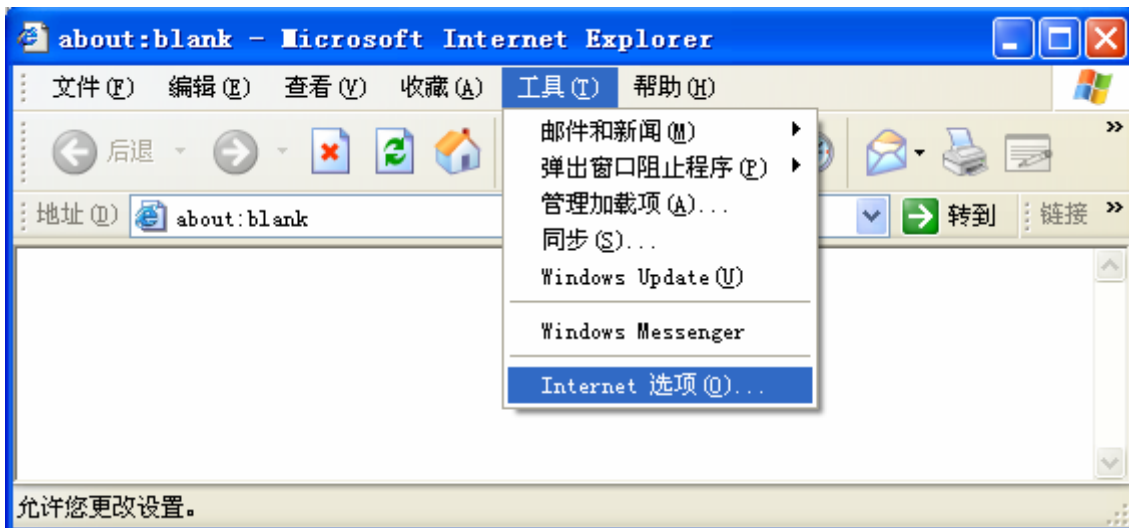 about:blank - Microsoft Internet Explorer
文件(F) 编辑(E) 查看(V) 收藏(A) 工具(T) 帮助(H)
后退
邮件和新闻(M)
弹出窗口阻止程序(P)
管理加载项(A)...
同步(S)...
Windows Update(U)
Windows Messenger
Internet 选项(O)...
地址(D) about:blank 转到 链接
允许您更改设置。